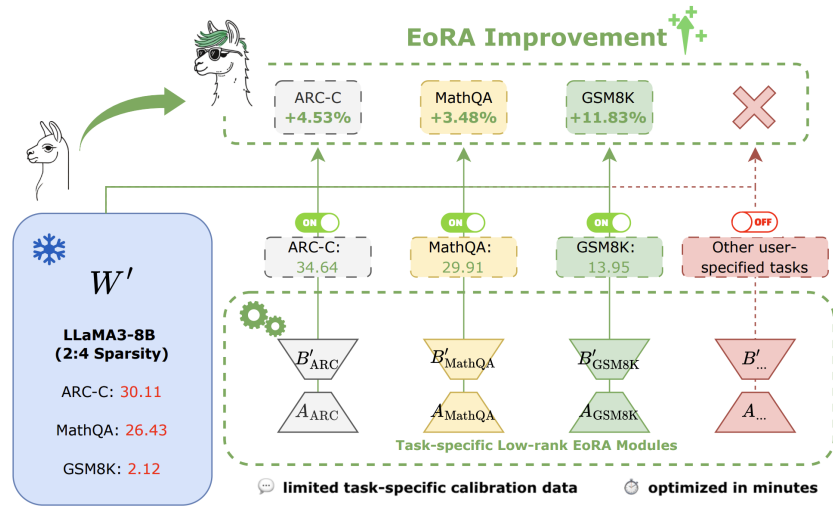 EoRA Improvement
ARC-C
+4.53%
MathQA
+3.48%
GSM8K
+11.83%
ON
ON
ON
OFF
ARC-C:
34.64
MathQA:
29.91
GSM8K:
13.95
Other user-
specified tasks
W′
LLaMA3-8B
(2:4 Sparsity)
ARC-C: 30.11
MathQA: 26.43
GSM8K: 2.12
B′ARC
B′MathQA
B′GSM8K
B′...
AARC
AMathQA
AGSM8K
A...
Task-specific Low-rank EoRA Modules
limited task-specific calibration data
optimized in minutes